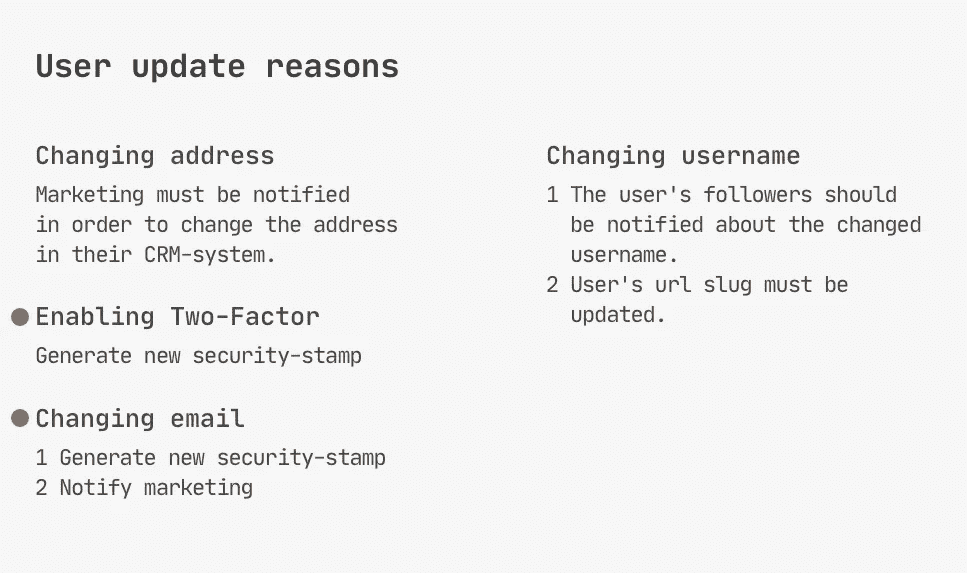 User update reasons
Changing address
Marketing must be notified
in order to change the address
in their CRM-system.
Enabling Two-Factor
Generate new security-stamp
Changing email
1 Generate new security-stamp
2 Notify marketing
Changing username
1 The user's followers should
be notified about the changed
username.
2 User's url slug must be
updated.